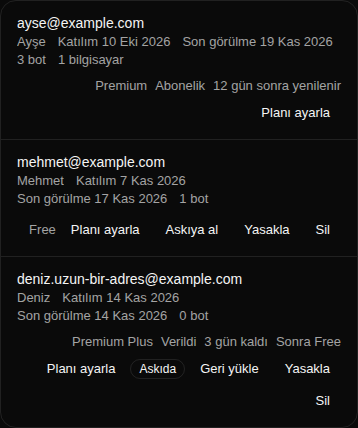 ayse@example.com
Ayşe Katılım 10 Eki 2026 Son görülme 19 Kas 2026
3 bot 1 bilgisayar
Premium Abonelik 12 gün sonra yenilenir
Planı ayarla
mehmet@example.com
Mehmet Katılım 7 Kas 2026
Son görülme 17 Kas 2026 1 bot
Free Planı ayarla Askıya al Yasakla Sil
deniz.uzun-bir-adres@example.com
Deniz Katılım 14 Kas 2026
Son görülme 14 Kas 2026 0 bot
Premium Plus Verildi 3 gün kaldı Sonra Free
Planı ayarla Askıda Geri yükle Yasakla
Sil